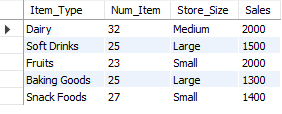 Item_Type Num_Item Store_Size Sales
Dairy 32 Medium 2000
Soft Drinks 25 Large 1500
Fruits 23 Small 2000
Baking Goods 25 Large 1300
Snack Foods 27 Small 1400